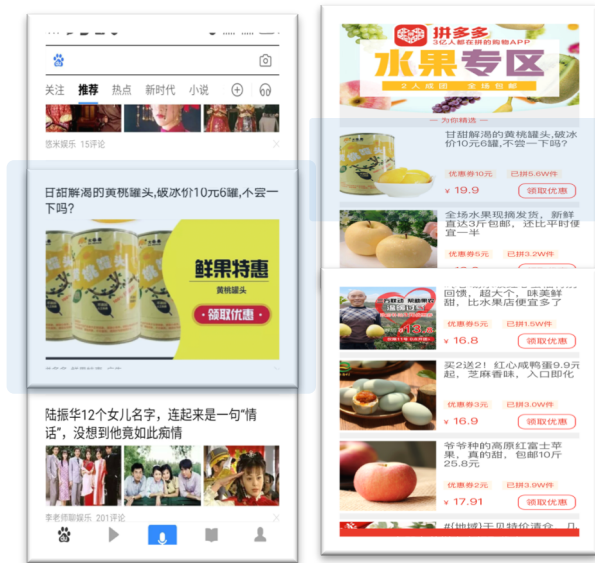 关注 推荐 热点 新时代 小说
悠米娱乐 15评论
甘甜解渴的黄桃罐头,破冰价10元6罐,不尝一
下吗?
鲜果特惠
黄桃罐头
领取优惠
陆振华12个女儿名字，连起来是一句“情
话”，没想到他竟如此痴情
李老师聊娱乐 201评论
拼多多
3亿人都在拼的购物APP
水果专区
2人成团 全场包邮
为你精选
甘甜解渴的黄桃罐头,破冰
价10元6罐,不尝一下吗?
优惠券10元 已拼5.6W件
¥ 19.9 领取优惠
全场水果现摘发货，新鲜
直达3斤包邮，还比平时便
宜一半
优惠券5元 已拼3.2W件
回馈，超大个，味美鲜
甜，比水果店便宜多了
优惠券5元 已拼1.5W件
¥ 16.8 领取优惠
买2送2！红心咸鸭蛋9.9元
起，芝麻香味，入口即化
优惠券3元 已拼3.0W件
¥ 16.9 领取优惠
爷爷种的高原红富士苹
果，真的甜，包邮10斤
25.8元
优惠券2元 已拼3.9W件
¥ 17.91 领取优惠